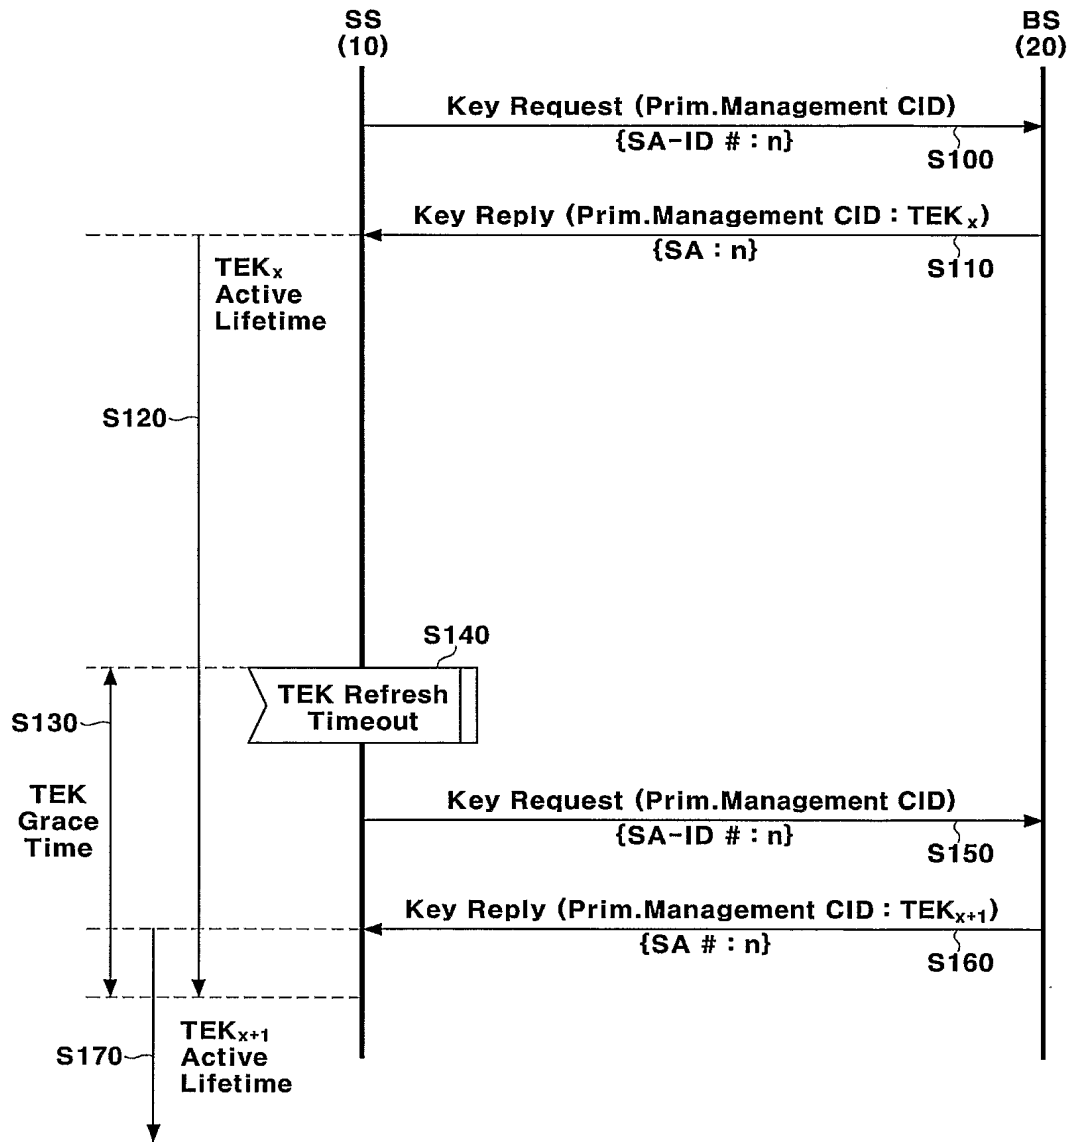 SS
(10)
BS
(20)
Key Request (Prim.Management CID)
{SA-ID # : n}
S100
Key Reply (Prim.Management CID : TEKx)
{SA : n}
S110
TEKx
Active
Lifetime
S120
S140
TEK Refresh
Timeout
S130
TEK
Grace
Time
Key Request (Prim.Management CID)
{SA-ID # : n}
S150
Key Reply (Prim.Management CID : TEKx+1)
{SA # : n}
S160
TEKx+1
Active
Lifetime
S170